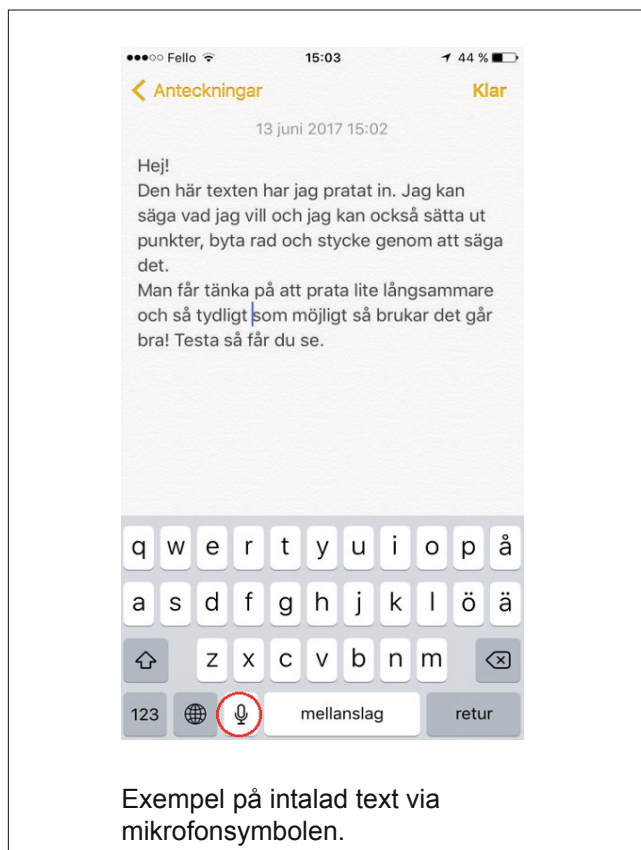 Fello 15:03 44 %
Anteckningar Klar
13 juni 2017 15:02
Hej!
Den här texten har jag pratat in. Jag kan
säga vad jag vill och jag kan också sätta ut
punkter, byta rad och stycke genom att säga
det.
Man får tänka på att prata lite långsammare
och så tydligt som möjligt så brukar det går
bra! Testa så får du se.
q w e r t y u i o p å
a s d f g h j k l ö ä
z x c v b n m
123 mellanslag retur
Exempel på intalad text via
mikrofonsymbolen.